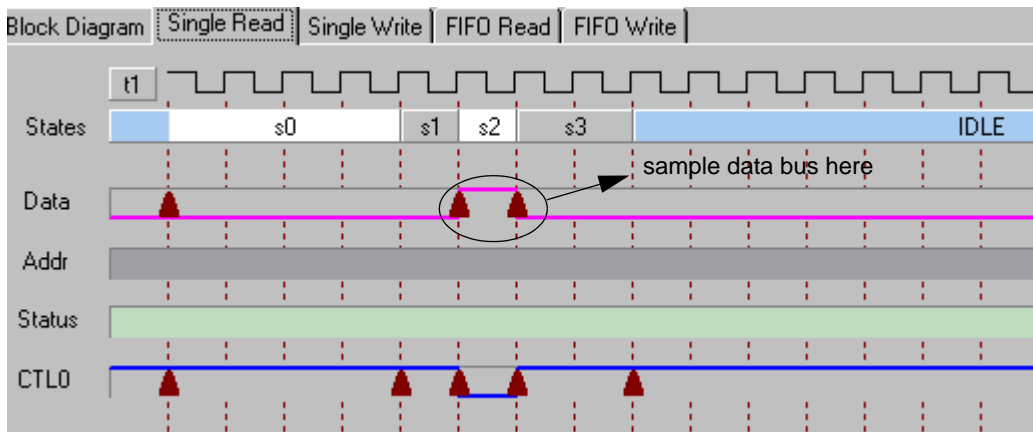 Block Diagram Single Read Single Write FIFO Read FIFO Write
t1
States s0 s1 s2 s3 IDLE
sample data bus here
Data
Addr
Status
CTL0